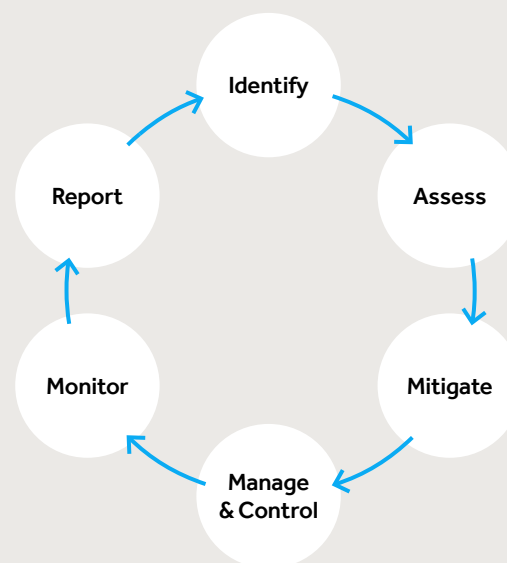 Identify
Assess
Mitigate
Manage
& Control
Monitor
Report